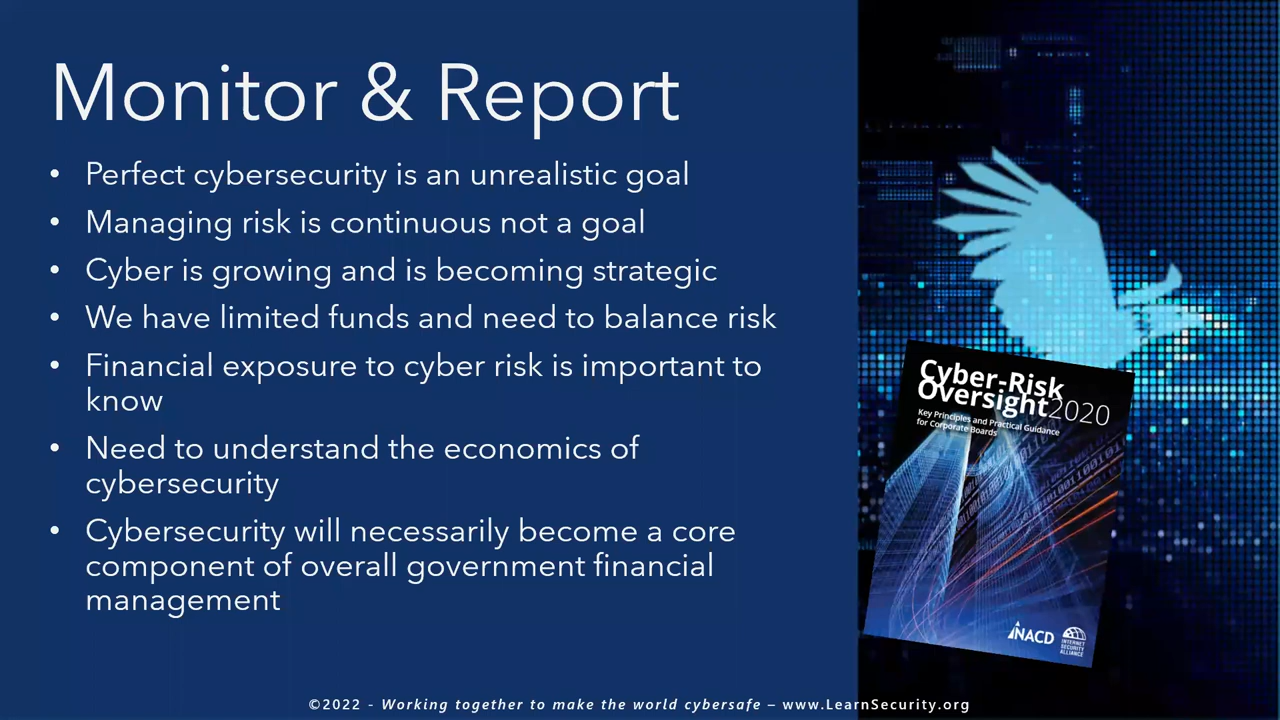 Monitor & Report
• Perfect cybersecurity is an unrealistic goal
• Managing risk is continuous not a goal
• Cyber is growing and is becoming strategic
• We have limited funds and need to balance risk
• Financial exposure to cyber risk is important to
know
• Need to understand the economics of
cybersecurity
• Cybersecurity will necessarily become a core
component of overall government financial
management
Cyber-Risk
Oversight2020
Key Principles and Practical Guidance
for Corporate Boards
NACD
INTERNET
SECURITY
ALLIANCE
©2022 - Working together to make the world cybersafe – www.LearnSecurity.org